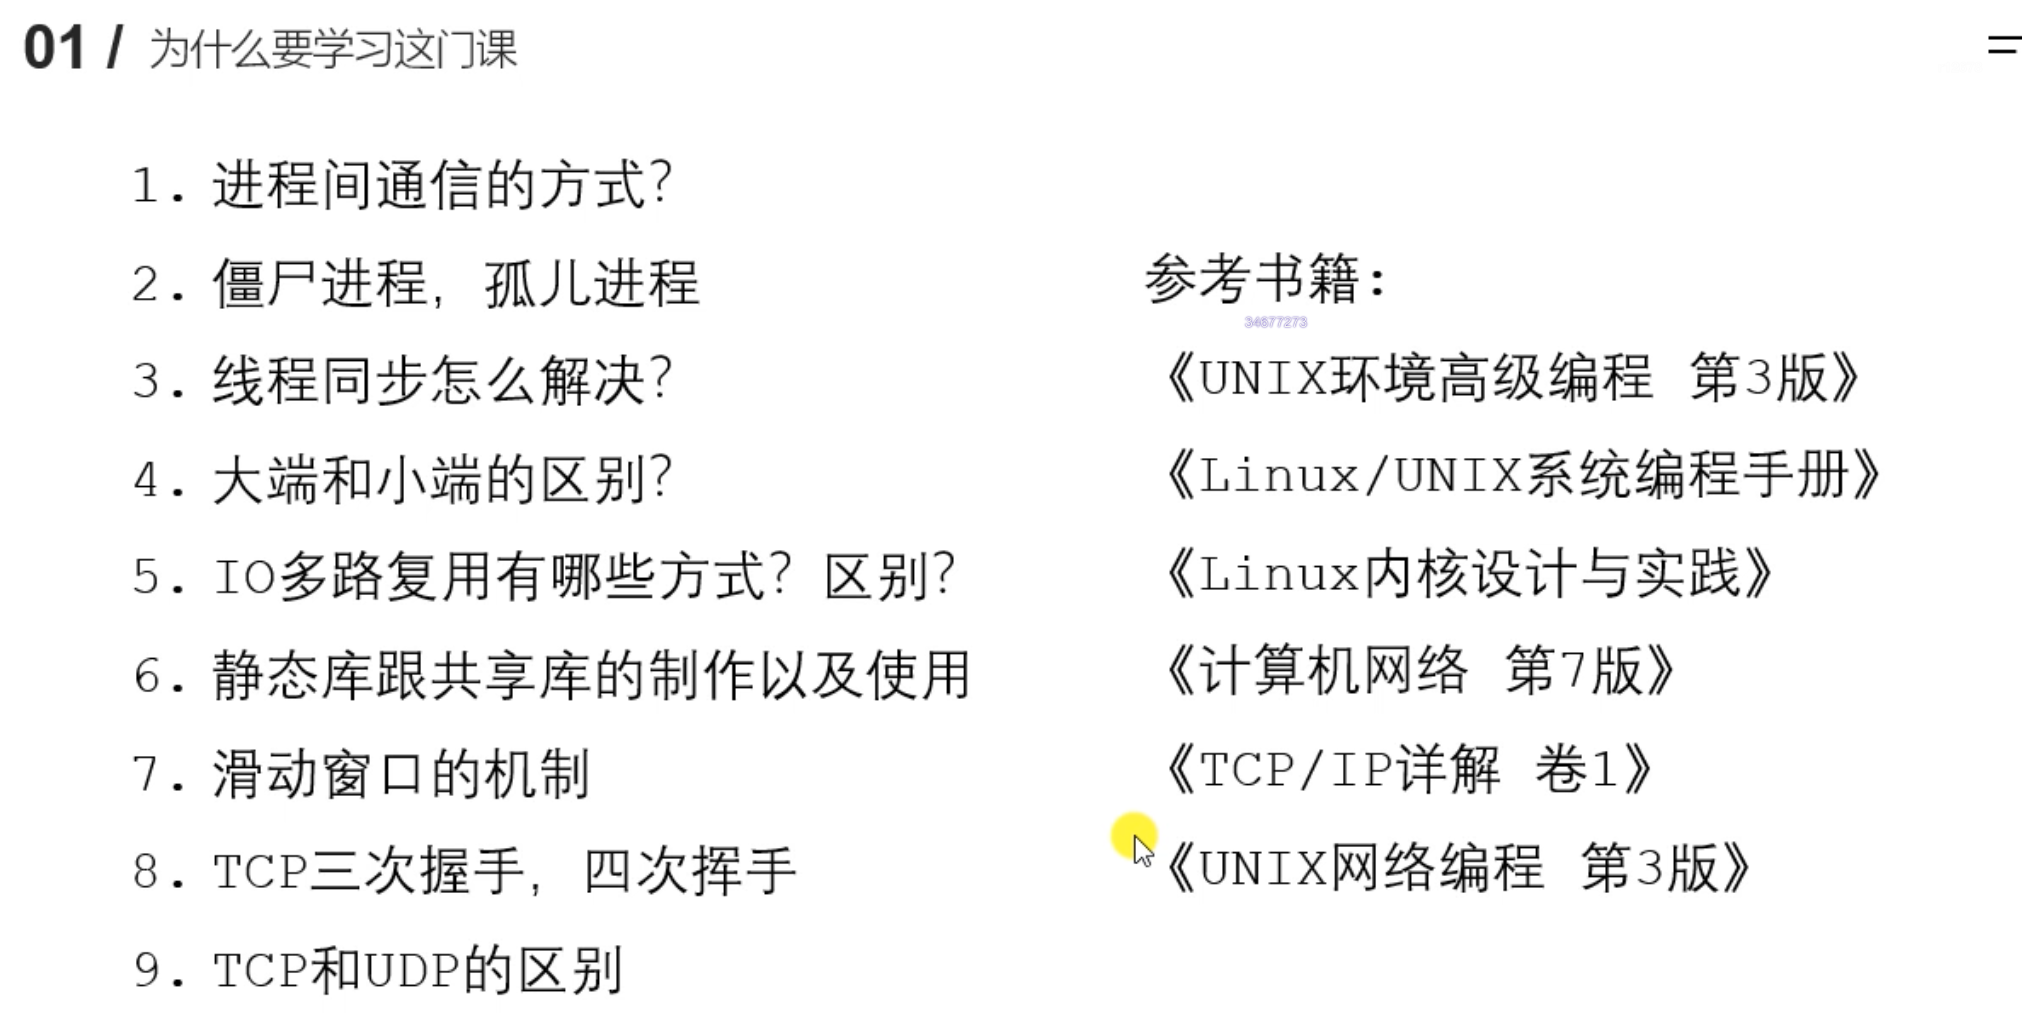 01 / 为什么要学习这门课
1. 进程间通信的方式？
2. 僵尸进程，孤儿进程
3. 线程同步怎么解决？
4. 大端和小端的区别？
5. IO多路复用有哪些方式？区别？
6. 静态库跟共享库的制作以及使用
7. 滑动窗口的机制
8. TCP三次握手，四次挥手
9. TCP和UDP的区别
参考书籍：
34677273
《UNIX环境高级编程 第3版》
《Linux/UNIX系统编程手册》
《Linux内核设计与实践》
《计算机网络 第7版》
《TCP/IP详解 卷1》
《UNIX网络编程 第3版》